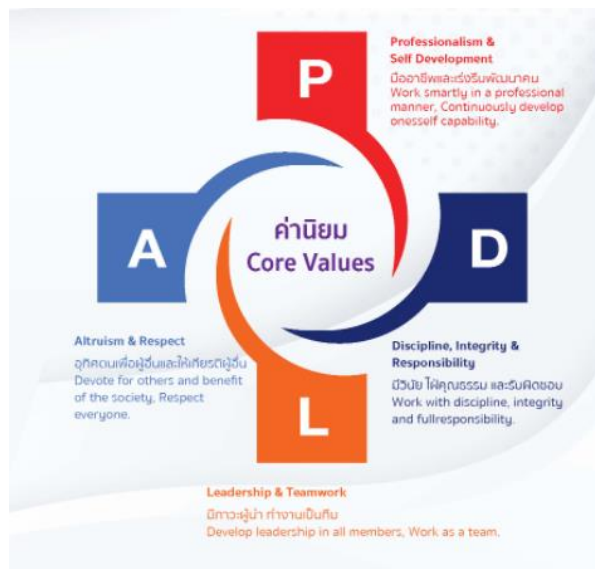 P
Professionalism &
Self Development
มืออาชีพและเร่งรีบพัฒนาคน
Work smartly in a professional
manner, Continuously develop
onesself capability.
A
ค่านิยม
Core Values
D
Altruism & Respect
อุทิศตนเพื่อผู้อื่นและให้เกียรติผู้อื่น
Devote for others and benefit
of the society, Respect
everyone.
Discipline, Integrity &
Responsibility
มีวินัย ใฝ่คุณธรรม และรับผิดชอบ
Work with discipline, integrity
and fullresponsibility.
L
Leadership & Teamwork
มีภาวะผู้นำ ทำงานเป็นทีม
Develop leadership in all members, Work as a team.